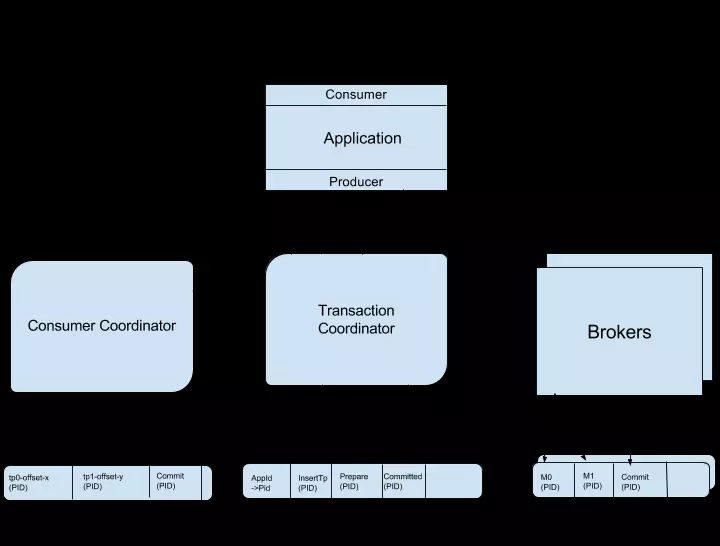 Consumer
Application
Producer
Consumer Coordinator
Transaction
Coordinator
Brokers
tp0-offset-x
(PID)
tp1-offset-y
(PID)
Commit
(PID)
AppId
->Pid
InsertTp
(PID)
Prepare
(PID)
Committed
(PID)
M0
(PID)
M1
(PID)
Commit
(PID)